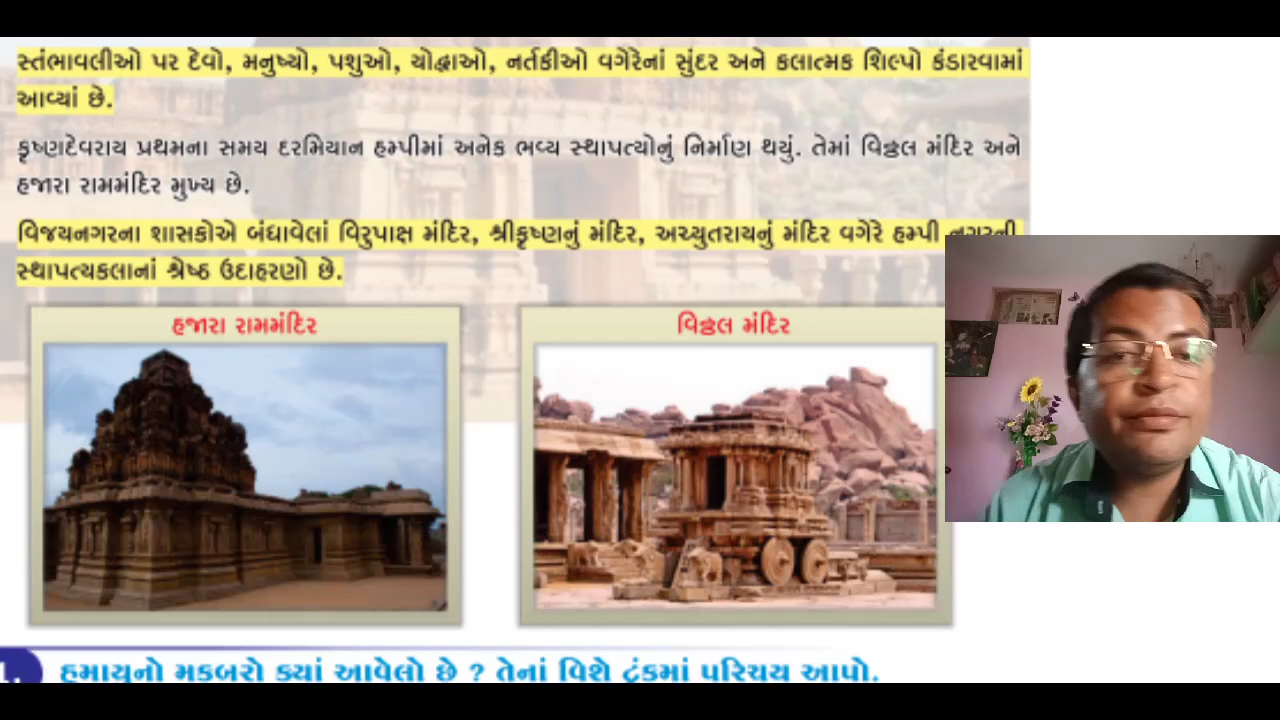 સ્તંભાવલીઓ પર દેવો, મનુષ્યો, પશુઓ, યોદ્ધાઓ, નર્તકીઓ વગેરેનાં સુંદર અને કલાત્મક શિલ્પો કંડારવામાં
આવ્યાં છે.
કૃષ્ણદેવરાય પ્રથમના સમય દરમિયાન હમ્પીમાં અનેક ભવ્ય સ્થાપત્યોનું નિર્માણ થયું. તેમાં વિઠ્ઠલ મંદિર અને
હજારા રામમંદિર મુખ્ય છે.
વિજયનગરના શાસકોએ બંધાવેલાં વિરુપાક્ષ મંદિર, શ્રીકૃષ્ણનું મંદિર, અચ્યુતરાયનું મંદિર વગેરે હમ્પી નગરની
સ્થાપત્યકલાનાં શ્રેષ્ઠ ઉદાહરણો છે.
હજારા રામમંદિર
વિઠ્ઠલ મંદિર
હુમાયુનો મકબરો ક્યાં આવેલો છે ? તેનાં વિશે ટૂંકમાં પરિચય આપો.